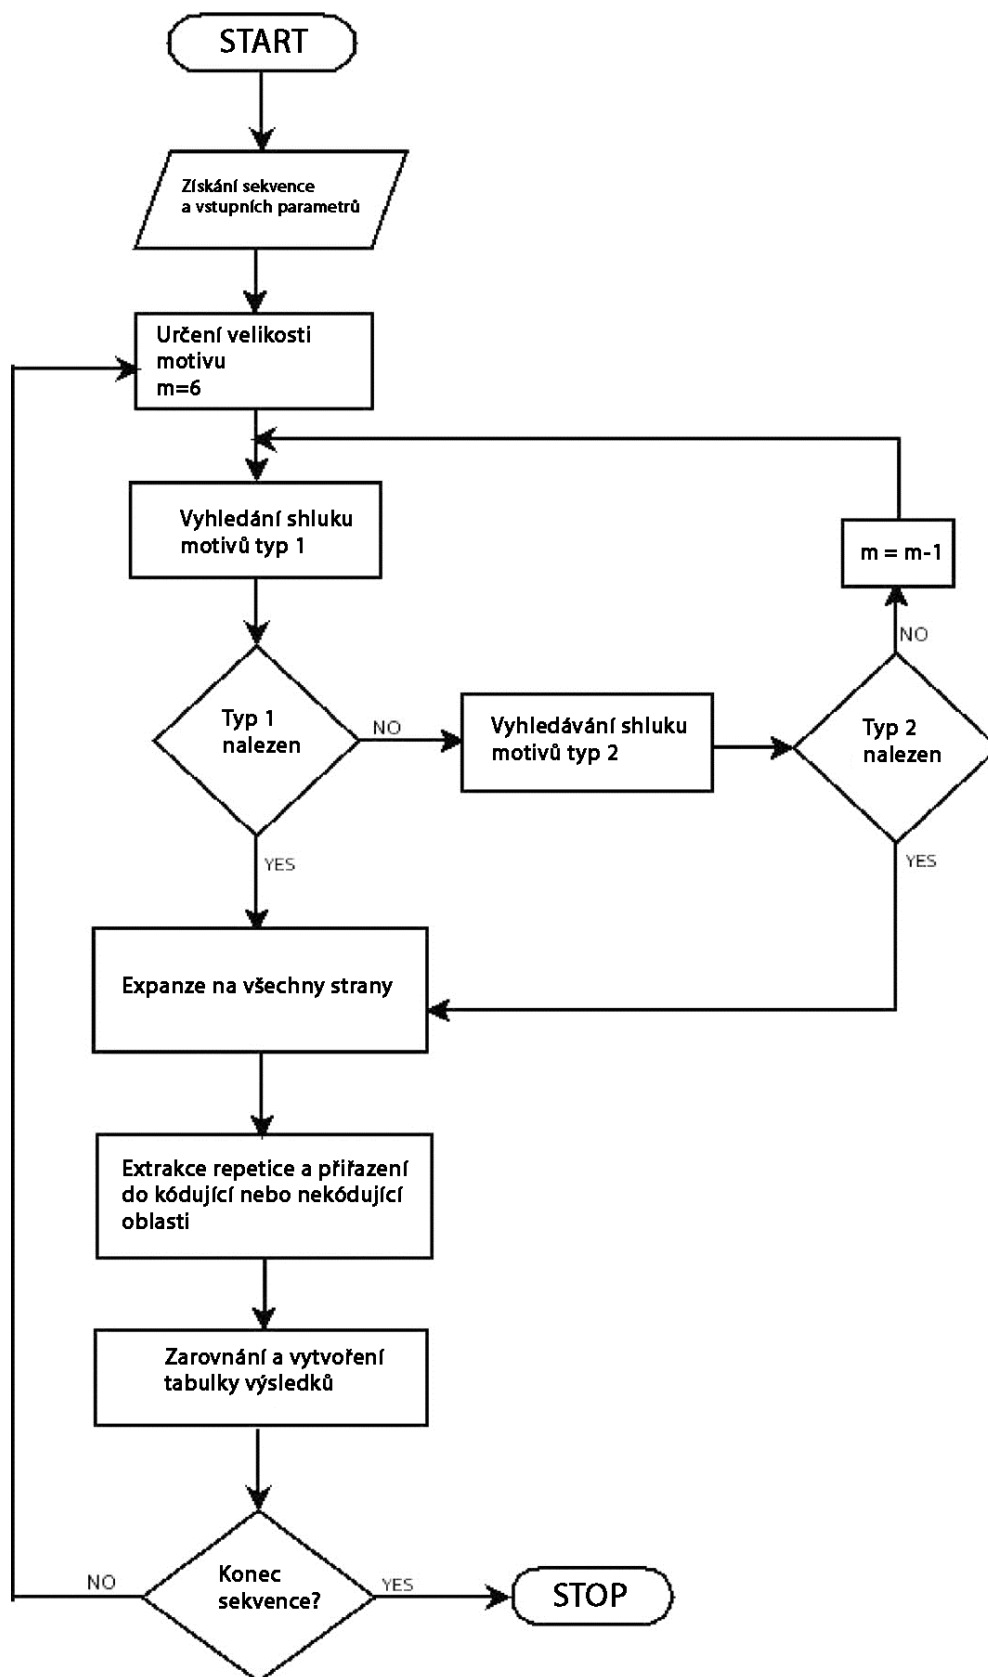 START
Získání sekvence
a vstupních parametrů
Určení velikosti
motivu
m=6
Vyhledání shluku
motivů typ 1
m = m-1
NO
Typ 1
nalezen
NO
Vyhledávání shluku
motivů typ 2
Typ 2
nalezen
YES
YES
Expanze na všechny strany
Extrakce repetice a přiřazení
do kódující nebo nekódující
oblasti
Zarovnání a vytvoření
tabulky výsledků
Konec
sekvence?
NO
YES
STOP